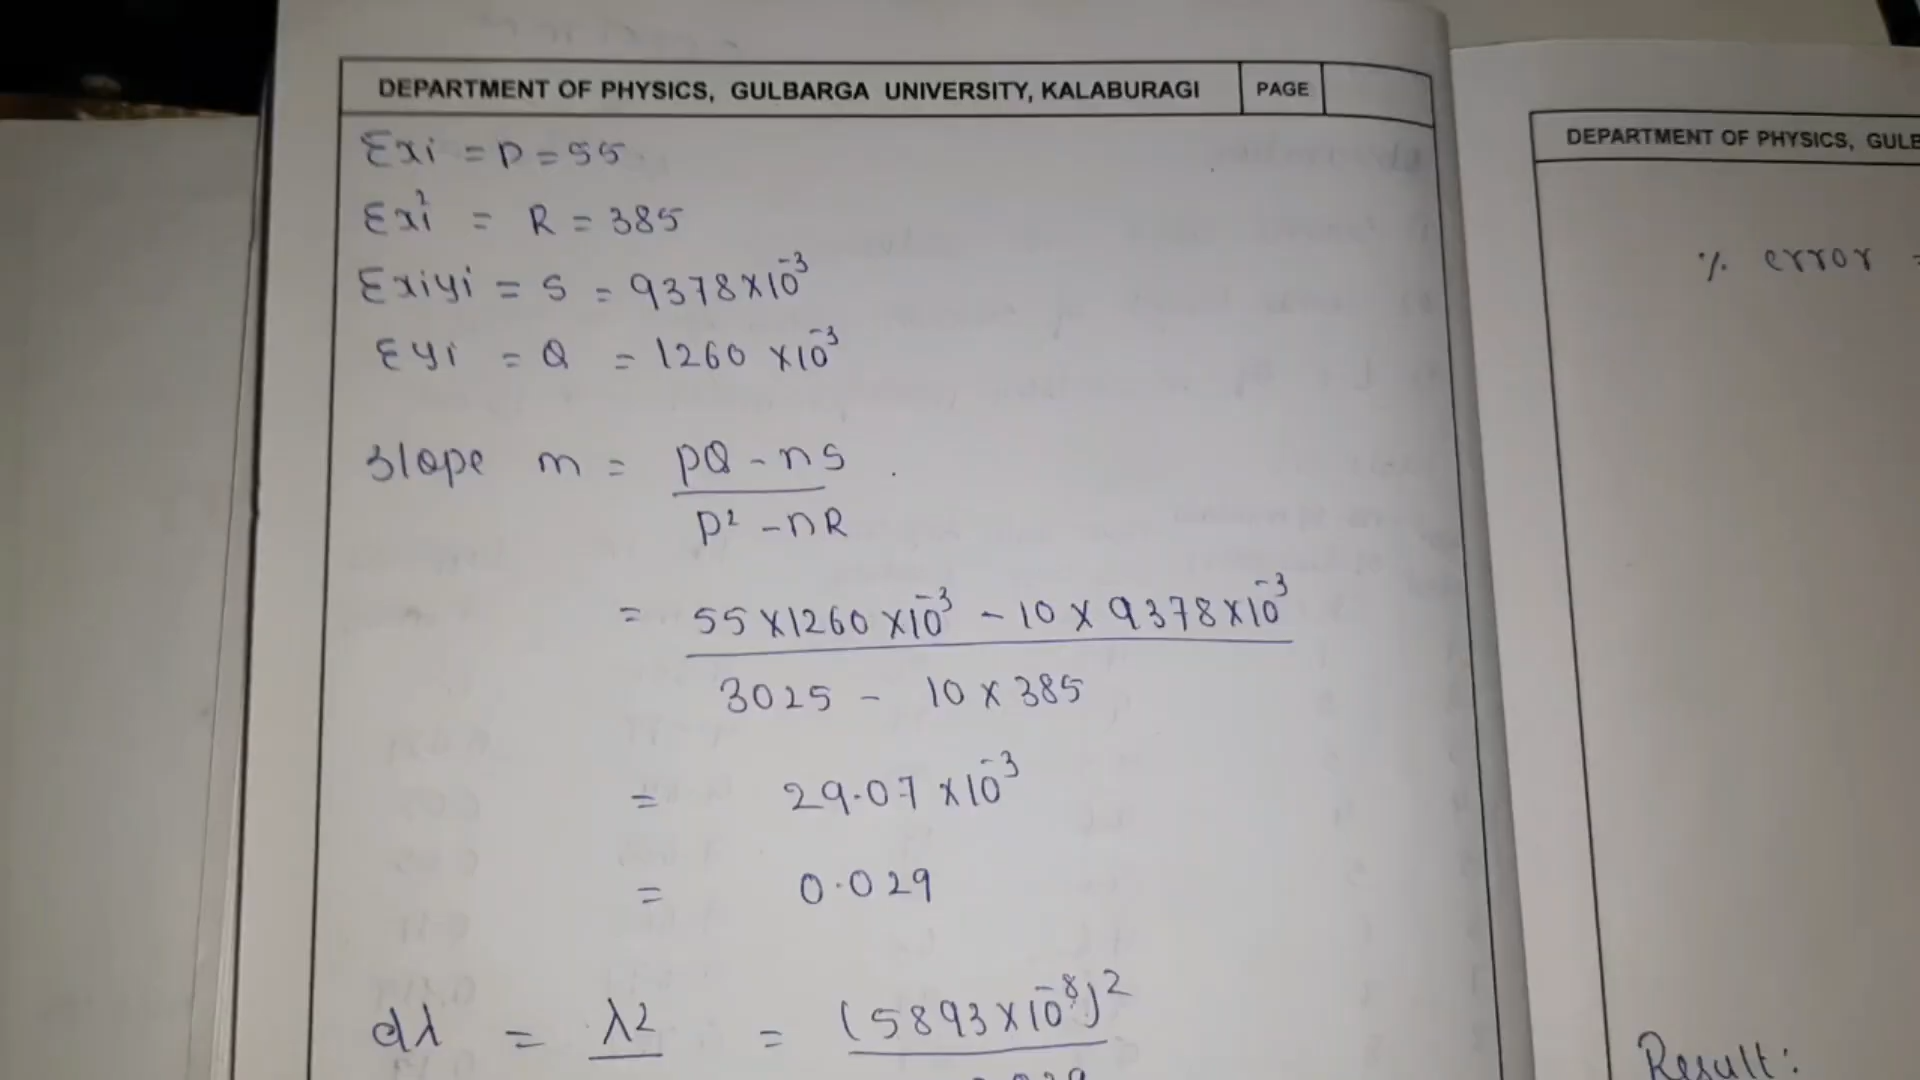 DEPARTMENT OF PHYSICS, GULBARGA UNIVERSITY, KALABURAGI PAGE
Σxi = P = 55
Σxi² = R = 385
Σxiyi = S = 9378×10⁻³
Σyi = Q = 1260 ×10⁻³
Slope m = PQ - nS
P² - nR
= 55×1260×10⁻³ - 10 × 9378×10⁻³
3025 - 10 × 385
= 29.07×10⁻³
= 0.029
dλ = λ2 = (5893×10⁻⁸)²
DEPARTMENT OF PHYSICS, GULB
% error =
Result: